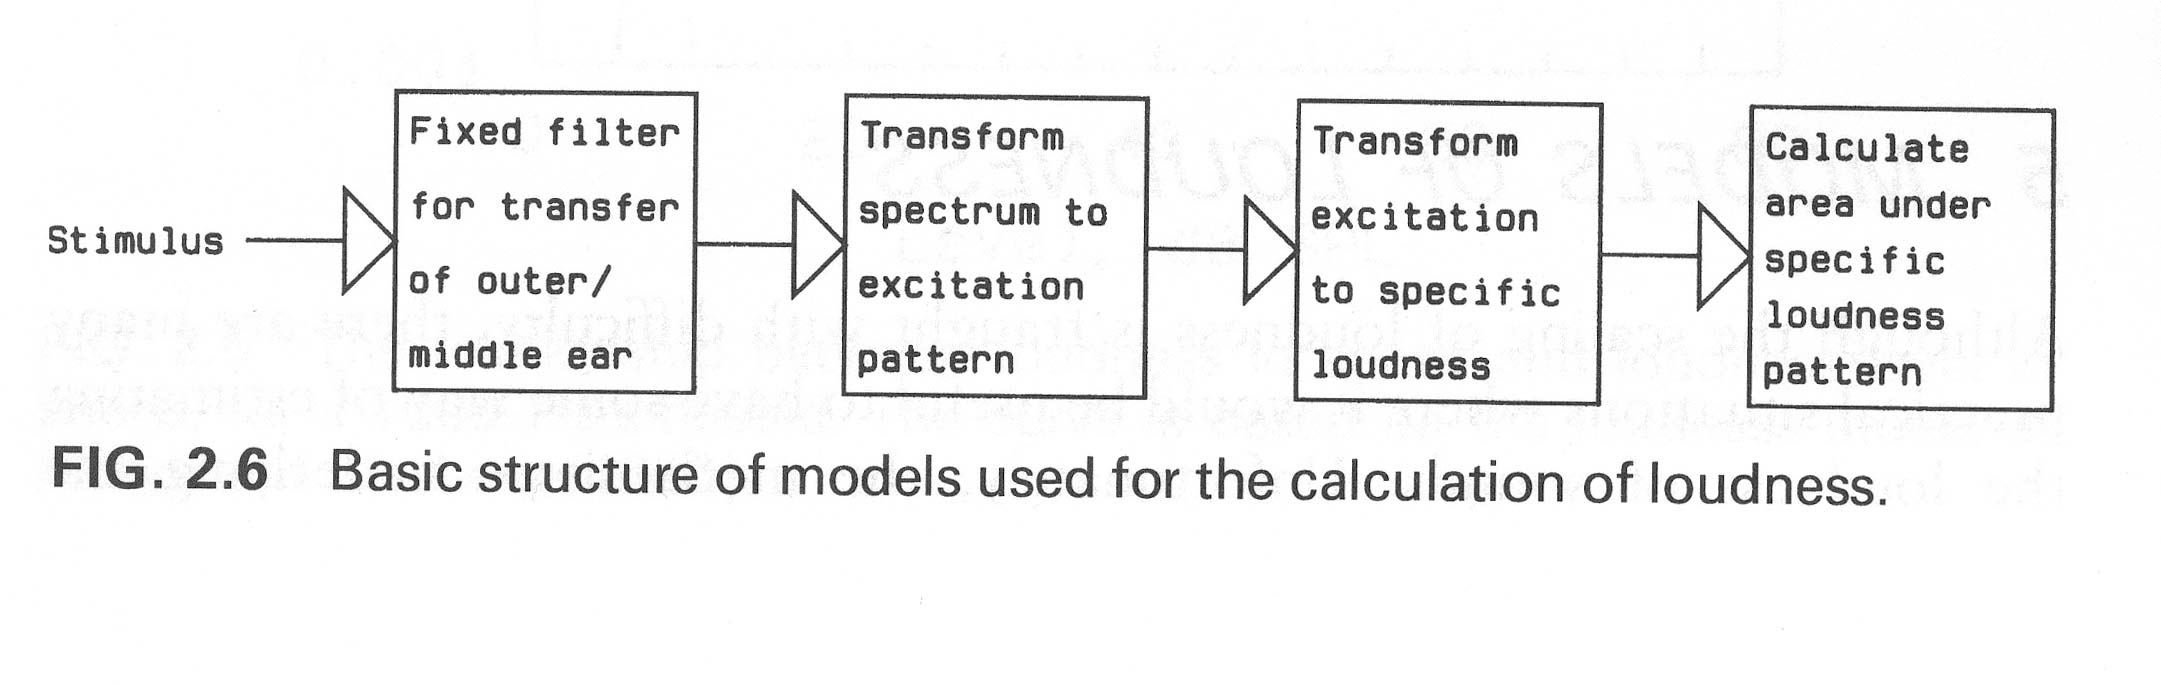 Stimulus
Fixed filter
for transfer
of outer/
middle ear
Transform
spectrum to
excitation
pattern
Transform
excitation
to specific
loudness
Calculate
area under
specific
loudness
pattern
FIG. 2.6 Basic structure of models used for the calculation of loudness.